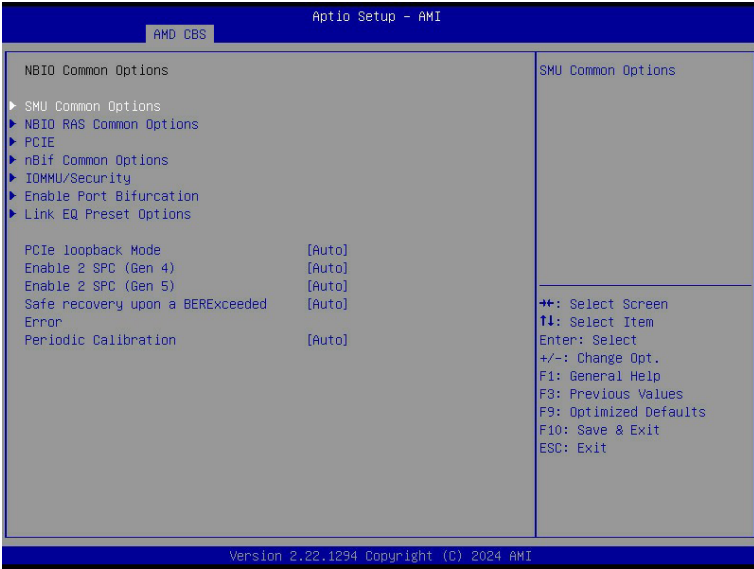 Aptio Setup – AMI
AMD CBS
NBIO Common Options
SMU Common Options
NBIO RAS Common Options
PCIE
nBif Common Options
IOMMU/Security
Enable Port Bifurcation
Link EQ Preset Options
PCIe loopback Mode [Auto]
Enable 2 SPC (Gen 4) [Auto]
Enable 2 SPC (Gen 5) [Auto]
Safe recovery upon a BERExceeded [Auto]
Error
Periodic Calibration [Auto]
SMU Common Options
→←: Select Screen
↑↓: Select Item
Enter: Select
+/-: Change Opt.
F1: General Help
F3: Previous Values
F9: Optimized Defaults
F10: Save & Exit
ESC: Exit
Version 2.22.1294 Copyright (C) 2024 AMI